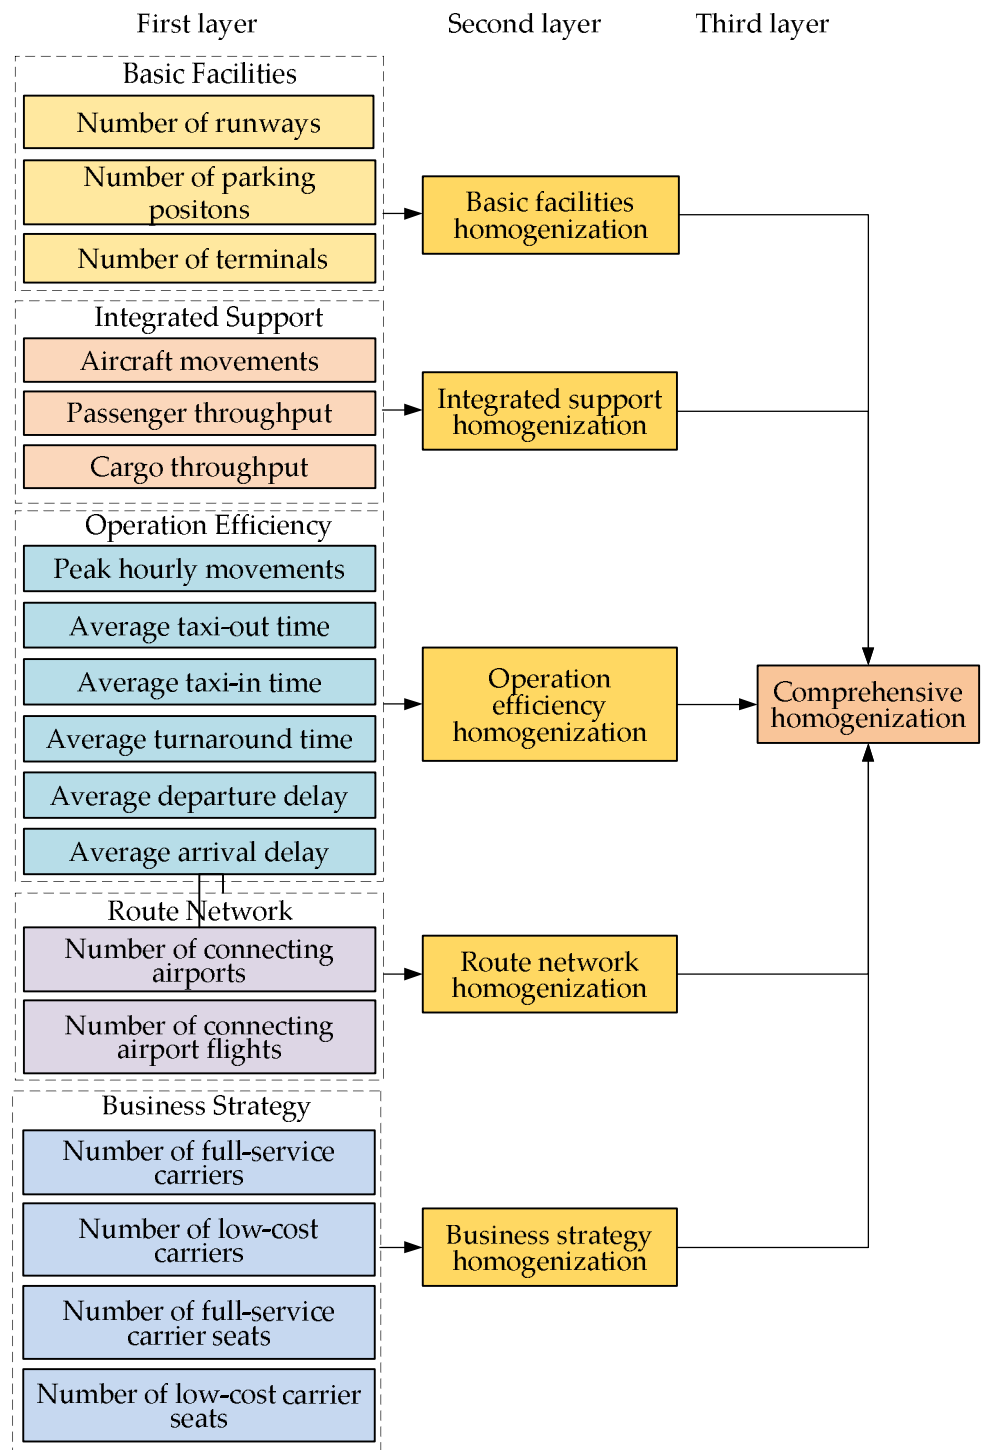 First layer
Second layer
Third layer
Basic Facilities
Number of runways
Number of parking
positons
Number of terminals
Basic facilities
homogenization
Integrated Support
Aircraft movements
Passenger throughput
Cargo throughput
Integrated support
homogenization
Operation Efficiency
Peak hourly movements
Average taxi-out time
Average taxi-in time
Average turnaround time
Average departure delay
Average arrival delay
Operation
efficiency
homogenization
Comprehensive
homogenization
Route Network
Number of connecting
airports
Number of connecting
airport flights
Route network
homogenization
Business Strategy
Number of full-service
carriers
Number of low-cost
carriers
Number of full-service
carrier seats
Number of low-cost carrier
seats
Business strategy
homogenization